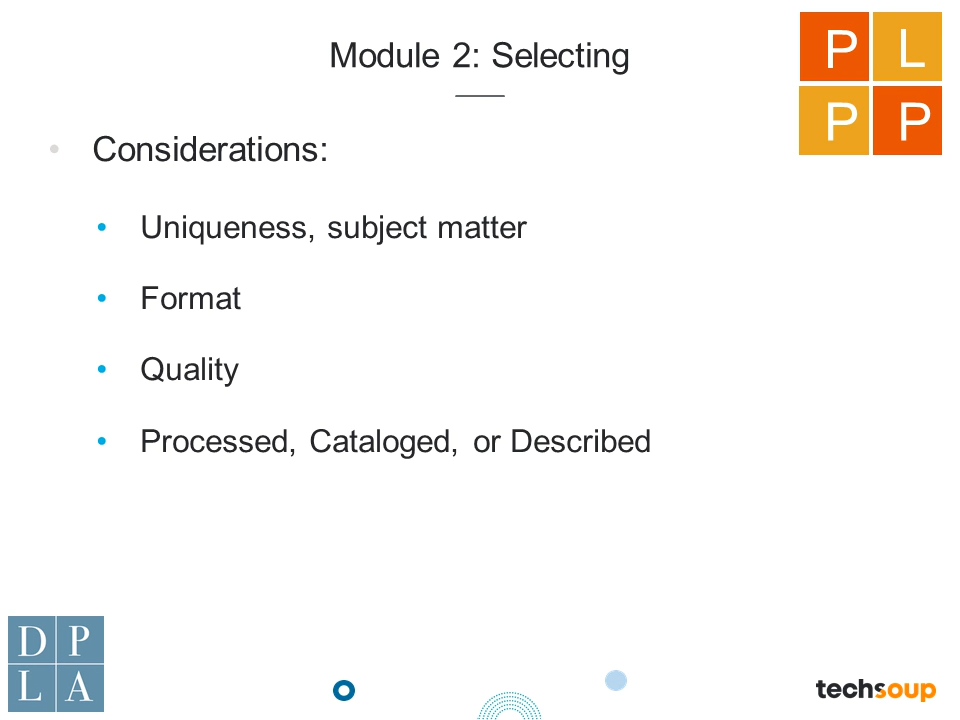 Module 2: Selecting
P L
P P
• Considerations:
• Uniqueness, subject matter
• Format
• Quality
• Processed, Cataloged, or Described
D P
L A
techsoup